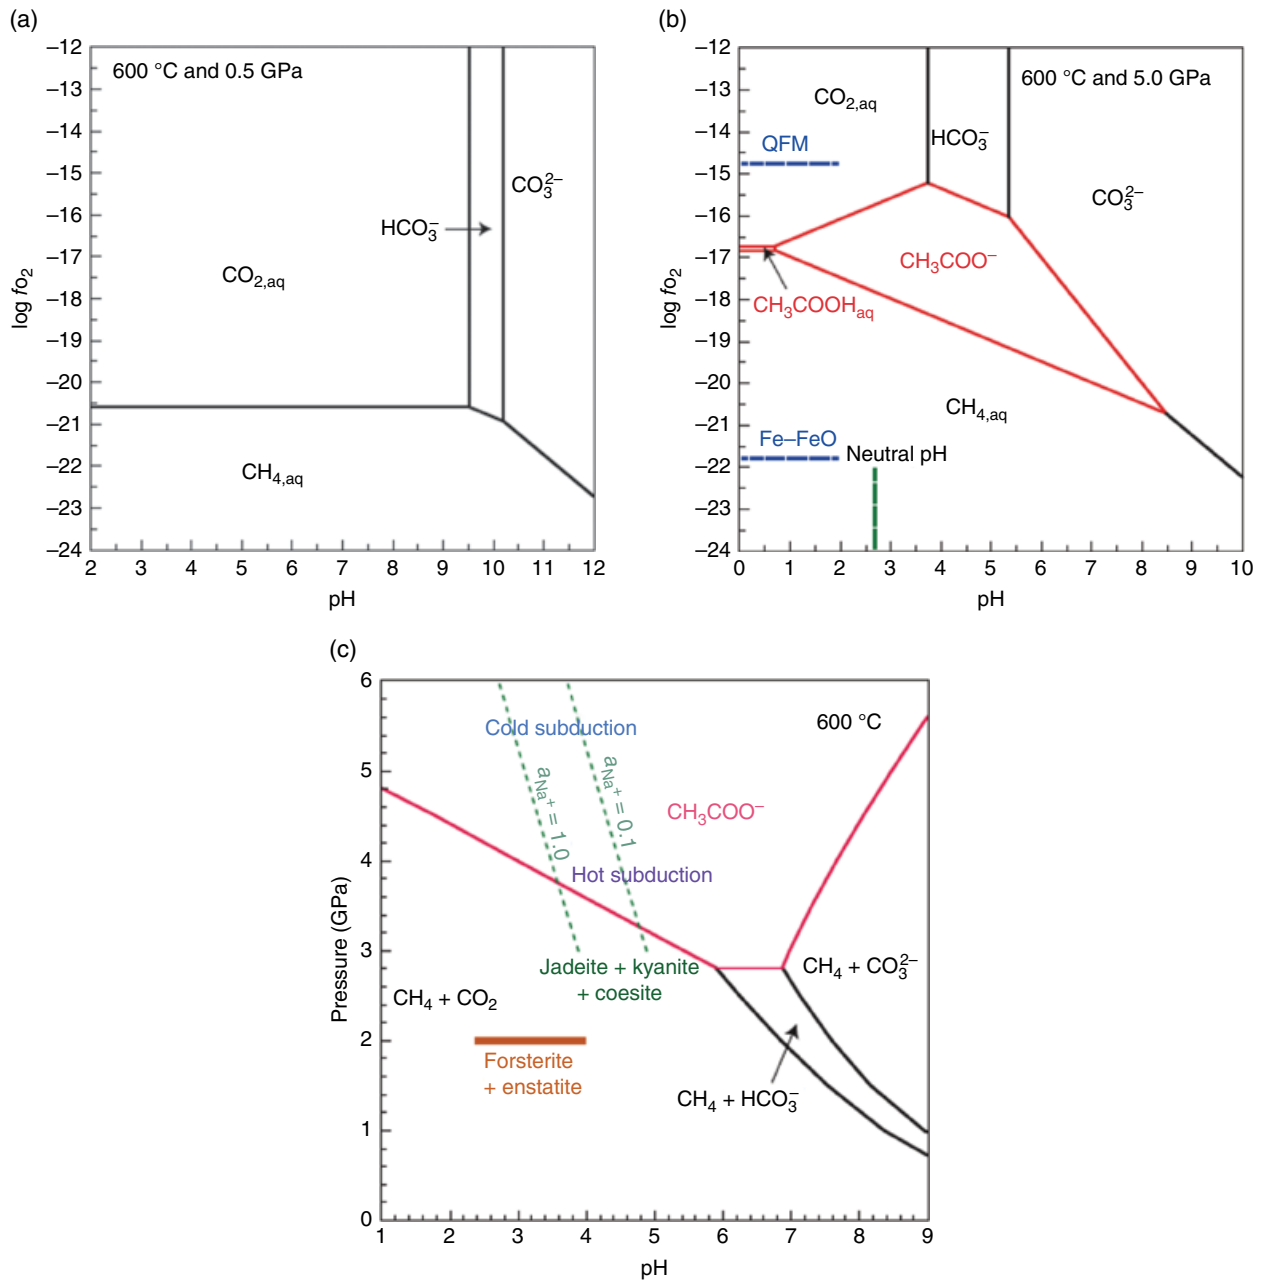 (a)
600 °C and 0.5 GPa
CO2,aq
HCO3−
CO3^2−
CH4,aq
log fo2
−12
−13
−14
−15
−16
−17
−18
−19
−20
−21
−22
−23
−24
2 3 4 5 6 7 8 9 10 11 12
pH
(b)
600 °C and 5.0 GPa
CO2,aq
HCO3−
QFM
CO3^2−
CH3COO−
CH3COOHaq
CH4,aq
Fe–FeO
Neutral pH
log fo2
−12
−13
−14
−15
−16
−17
−18
−19
−20
−21
−22
−23
−24
0 1 2 3 4 5 6 7 8 9 10
pH
(c)
600 °C
Cold subduction
aNa+ = 1.0
aNa+ = 0.1
CH3COO−
Hot subduction
Jadeite + kyanite
+ coesite
CH4 + CO3^2−
CH4 + CO2
Forsterite
+ enstatite
CH4 + HCO3−
Pressure (GPa)
6
5
4
3
2
1
0
1 2 3 4 5 6 7 8 9
pH